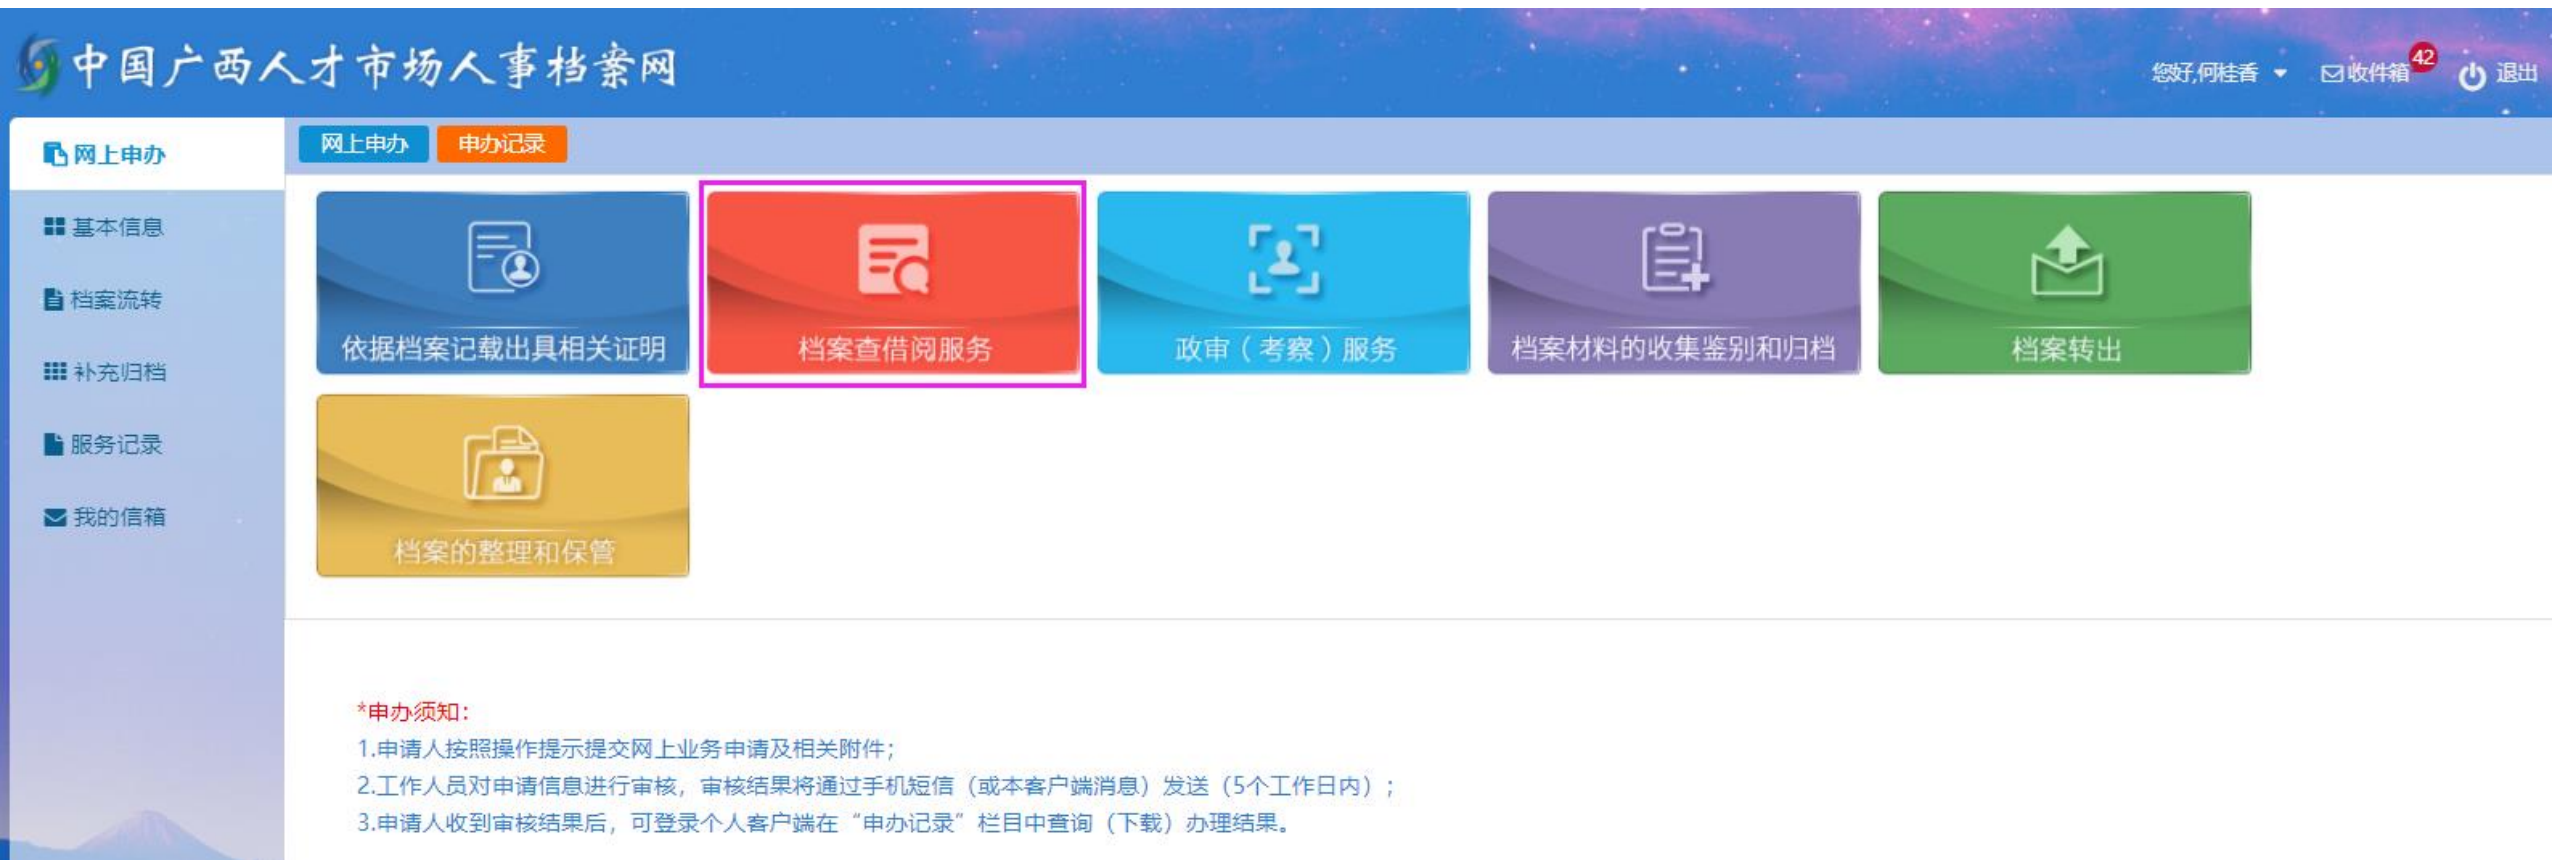 中国广西人才市场人事档案网
您好,何桂香
收件箱
42
退出
网上申办
基本信息
档案流转
补充归档
服务记录
我的信箱
网上申办
申办记录
依据档案记载出具相关证明
档案查借阅服务
政审（考察）服务
档案材料的收集鉴别和归档
档案转出
档案的整理和保管
*申办须知：
1.申请人按照操作提示提交网上业务申请及相关附件；
2.工作人员对申请信息进行审核，审核结果将通过手机短信（或本客户端消息）发送（5个工作日内）；
3.申请人收到审核结果后，可登录个人客户端在“申办记录”栏目中查询（下载）办理结果。